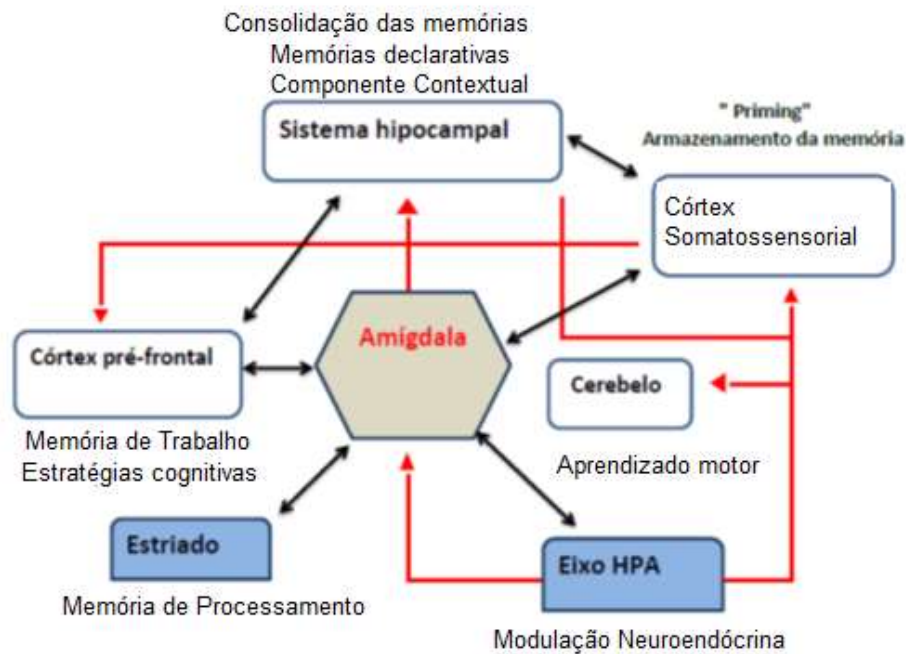 Consolidação das memórias
Memórias declarativas
Componente Contextual
Sistema hipocampal
" Priming"
Armazenamento da memória
Córtex
Somatossensorial
Amígdala
Córtex pré-frontal
Cerebelo
Memória de Trabalho
Estratégias cognitivas
Aprendizado motor
Estriado
Eixo HPA
Memória de Processamento
Modulação Neuroendócrina